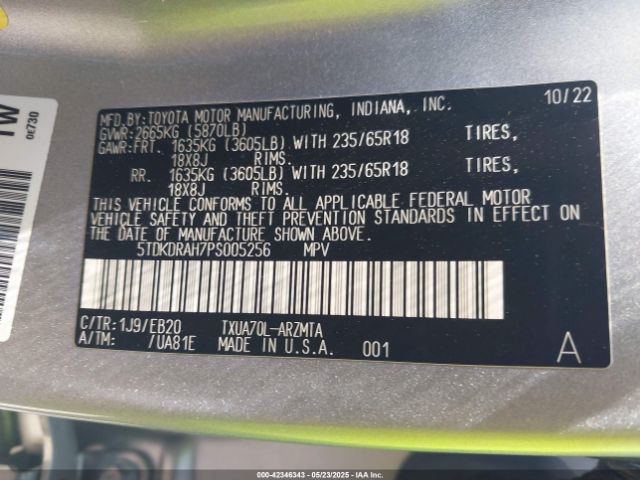 MFD.BY:TOYOTA MOTOR MANUFACTURING, INDIANA, INC. 10/22
GVWR:2665KG (5870LB)
GAWR:FRT. 1635KG (3605LB) WITH 235/65R18 TIRES,
18X8J RIMS.
RR. 1635KG (3605LB) WITH 235/65R18 TIRES,
18X8J RIMS.
THIS VEHICLE CONFORMS TO ALL APPLICABLE FEDERAL MOTOR
VEHICLE SAFETY AND THEFT PREVENTION STANDARDS IN EFFECT ON
THE DATE OF MANUFACTURE SHOWN ABOVE.
5TDKDRAH7PS005256 MPV
C/TR:1J9/EB20 TXUA70L-ARZMTA
A/TM: /UA81E MADE IN U.S.A. 001 A
0E730
000-42346343 - 05/23/2025 - IAAI.COM